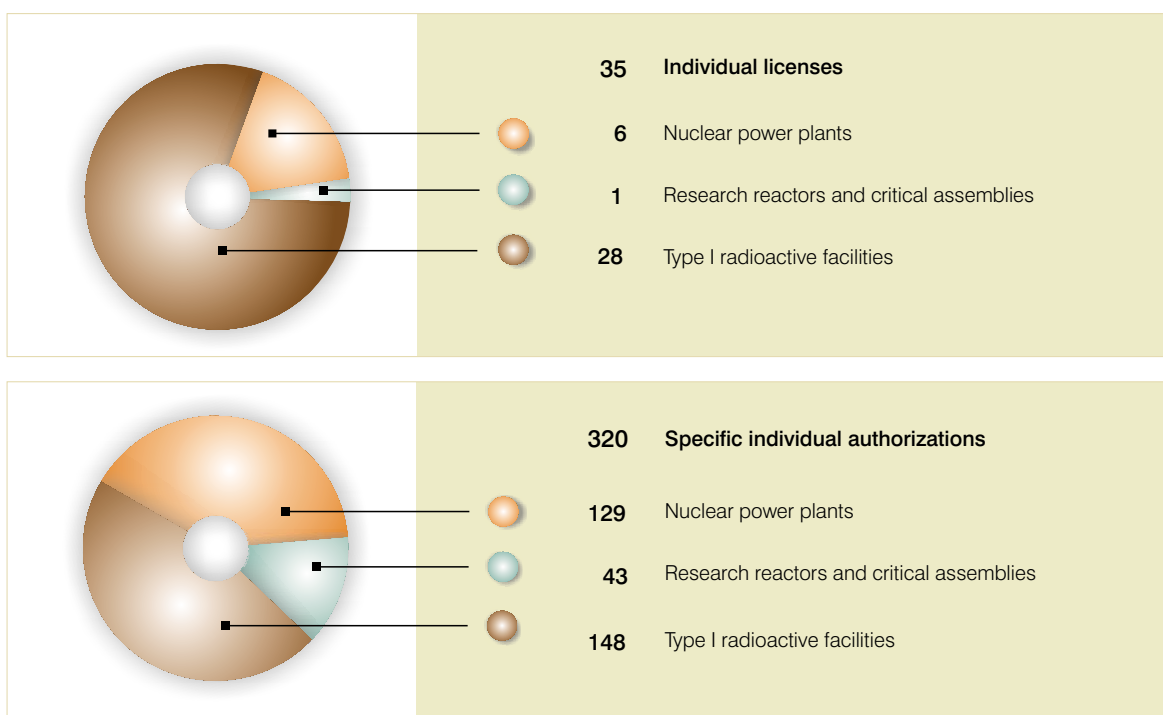 35 Individual licenses
6 Nuclear power plants
1 Research reactors and critical assemblies
28 Type I radioactive facilities
320 Specific individual authorizations
129 Nuclear power plants
43 Research reactors and critical assemblies
148 Type I radioactive facilities